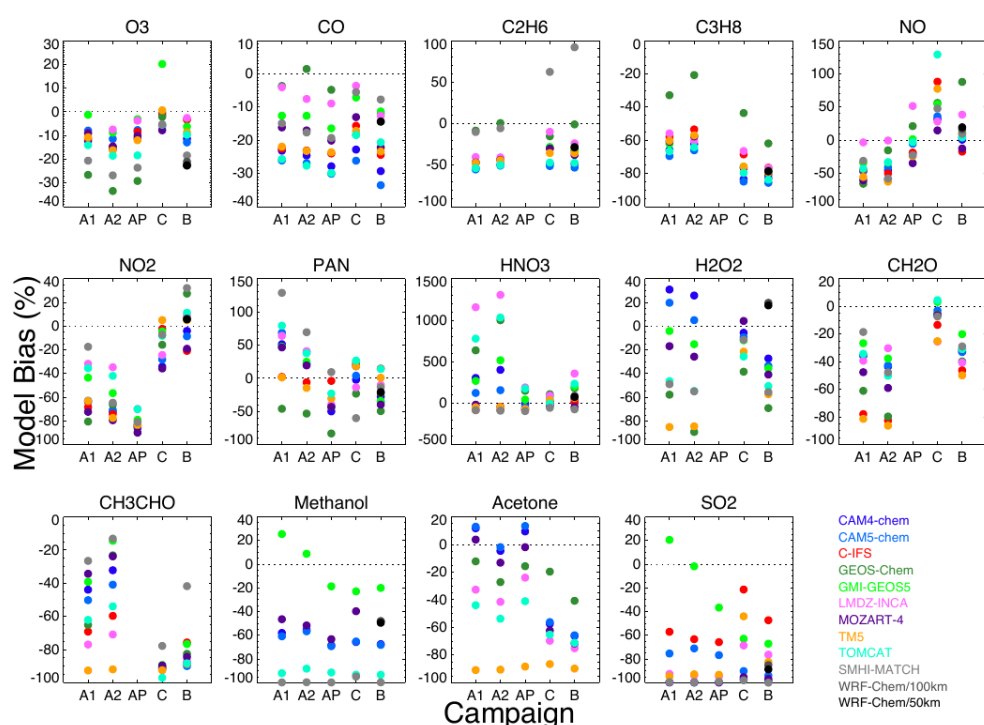 O3 CO C2H6 C3H8 NO
30 20 10 0 -10 -20 -30 40
10 0 -10 -20 -30 40
100 50 0 -50 -100
-20 -40 -60 -80 -100
150 100 50 0 -50 -100
A1 A2 AP C B A1 A2 AP C B A1 A2 AP C B A1 A2 AP C B A1 A2 AP C B
NO2 PAN HNO3 H2O2 CH2O
40 20 0 -20 -40 -60 -80 -100
150 100 50 0 -50 100
1500 1000 500 0 -500
40 20 0 -20 -40 -60 -80 -100
20 0 -20 -40 -60 -80 -100
A1 A2 AP C B A1 A2 AP C B A1 A2 AP C B A1 A2 AP C B A1 A2 AP C B
Model Bias (%)
CH3CHO Methanol Acetone SO2
0 -20 -40 -60 -80 -100
40 20 0 -20 -40 -60 -80 -100
20 0 -20 -40 -60 -80 -100
40 20 0 -20 -40 -60 -80 -100
A1 A2 AP C B A1 A2 AP C B A1 A2 AP C B A1 A2 AP C B
Campaign
CAM4-chem
CAM5-chem
C-IFS
GEOS-Chem
GMI-GEOS5
LMDZ-INCA
MOZART-4
TM5
TOMCAT
SMHI-MATCH
WRF-Chem/100km
WRF-Chem/50km